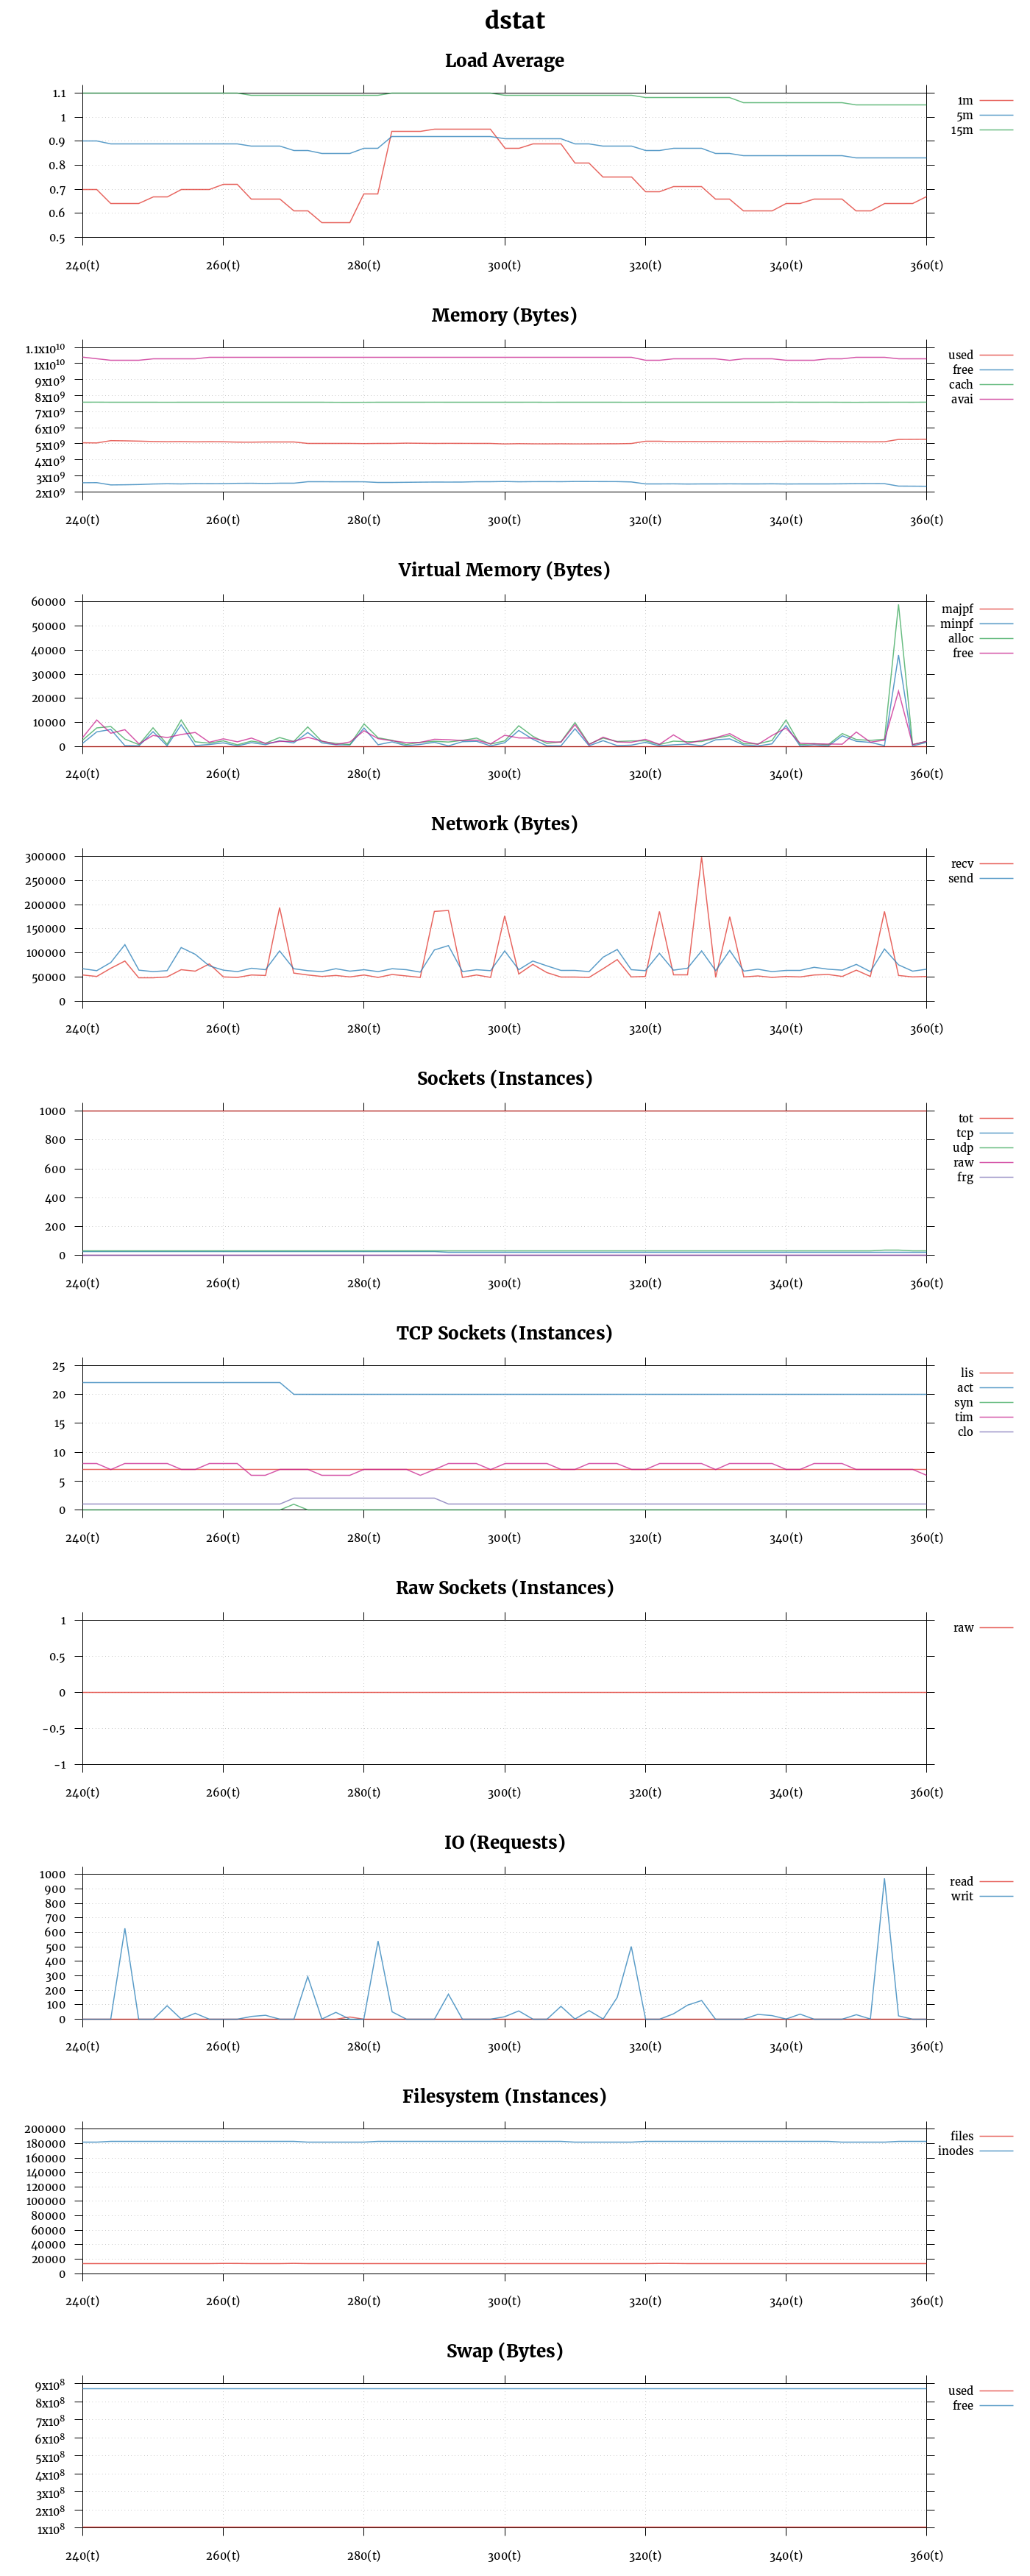 dstat
Load Average
1.1
1
0.9
0.8
0.7
0.6
0.5
240(t) 260(t) 280(t) 300(t) 320(t) 340(t) 360(t)
1m
5m
15m
Memory (Bytes)
1.1x10¹⁰
1x10¹⁰
9x10⁹
8x10⁹
7x10⁹
6x10⁹
5x10⁹
4x10⁹
3x10⁹
2x10⁹
240(t) 260(t) 280(t) 300(t) 320(t) 340(t) 360(t)
used
free
cach
avai
Virtual Memory (Bytes)
60000
50000
40000
30000
20000
10000
0
240(t) 260(t) 280(t) 300(t) 320(t) 340(t) 360(t)
majpf
minpf
alloc
free
Network (Bytes)
300000
250000
200000
150000
100000
50000
0
240(t) 260(t) 280(t) 300(t) 320(t) 340(t) 360(t)
recv
send
Sockets (Instances)
1000
800
600
400
200
0
240(t) 260(t) 280(t) 300(t) 320(t) 340(t) 360(t)
tot
tcp
udp
raw
frg
TCP Sockets (Instances)
25
20
15
10
5
0
240(t) 260(t) 280(t) 300(t) 320(t) 340(t) 360(t)
lis
act
syn
tim
clo
Raw Sockets (Instances)
1
0.5
0
-0.5
-1
240(t) 260(t) 280(t) 300(t) 320(t) 340(t) 360(t)
raw
IO (Requests)
1000
900
800
700
600
500
400
300
200
100
0
240(t) 260(t) 280(t) 300(t) 320(t) 340(t) 360(t)
read
writ
Filesystem (Instances)
200000
180000
160000
140000
120000
100000
80000
60000
40000
20000
0
240(t) 260(t) 280(t) 300(t) 320(t) 340(t) 360(t)
files
inodes
Swap (Bytes)
9x10⁸
8x10⁸
7x10⁸
6x10⁸
5x10⁸
4x10⁸
3x10⁸
2x10⁸
1x10⁸
240(t) 260(t) 280(t) 300(t) 320(t) 340(t) 360(t)
used
free